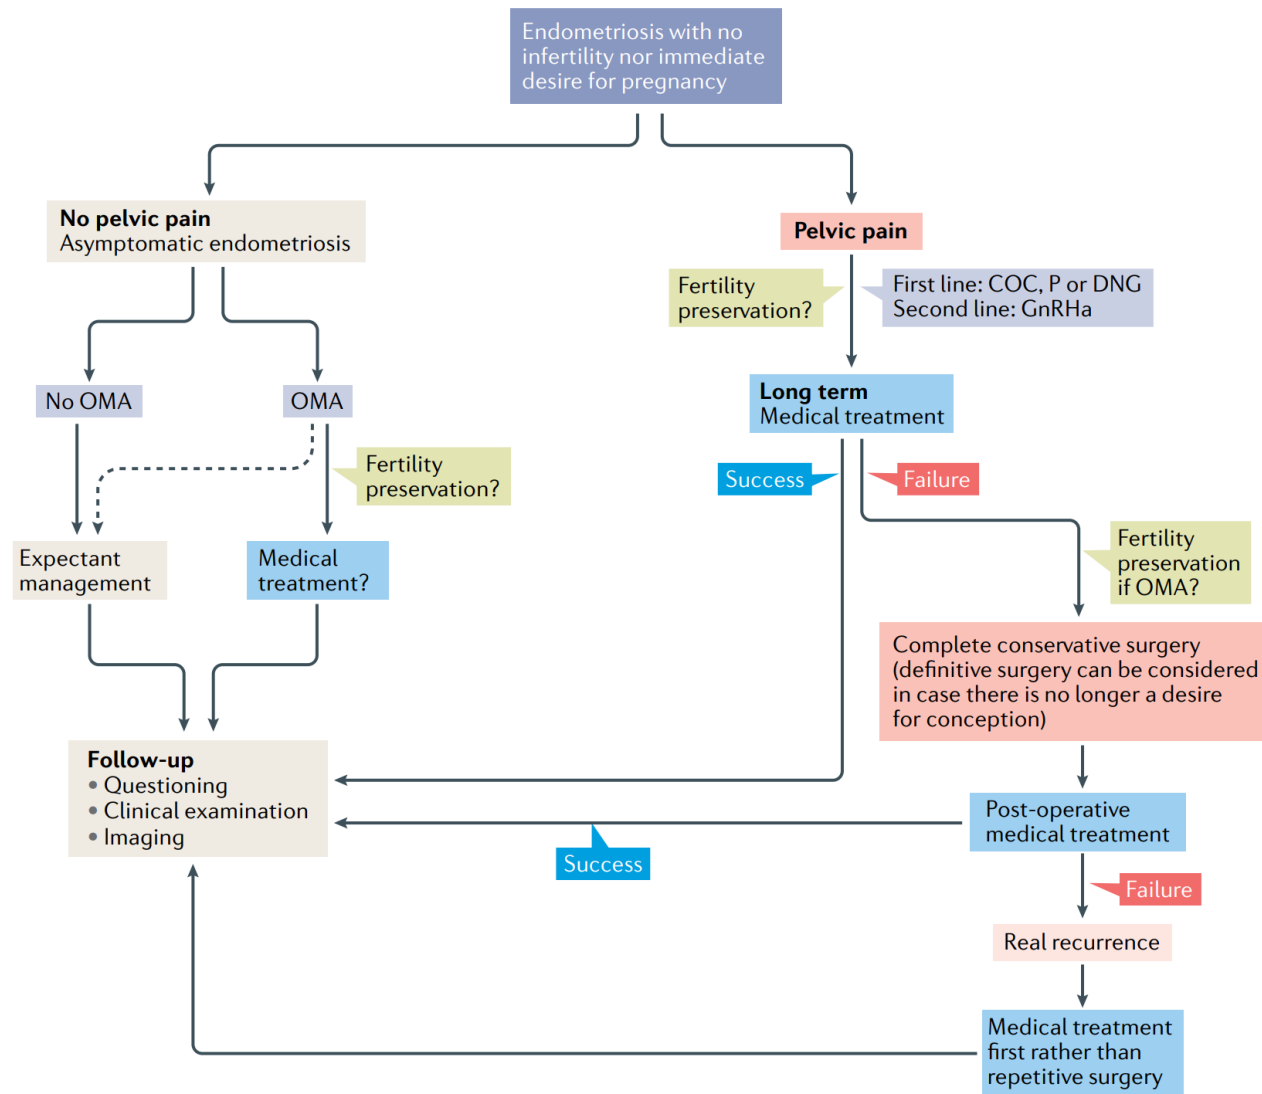 Endometriosis with no
infertility nor immediate
desire for pregnancy
No pelvic pain
Asymptomatic endometriosis
Pelvic pain
Fertility
preservation?
First line: COC, P or DNG
Second line: GnRHa
No OMA
OMA
Long term
Medical treatment
Fertility
preservation?
Success
Failure
Expectant
management
Medical
treatment?
Fertility
preservation
if OMA?
Complete conservative surgery
(definitive surgery can be considered
in case there is no longer a desire
for conception)
Follow-up
• Questioning
• Clinical examination
• Imaging
Post-operative
medical treatment
Success
Failure
Real recurrence
Medical treatment
first rather than
repetitive surgery